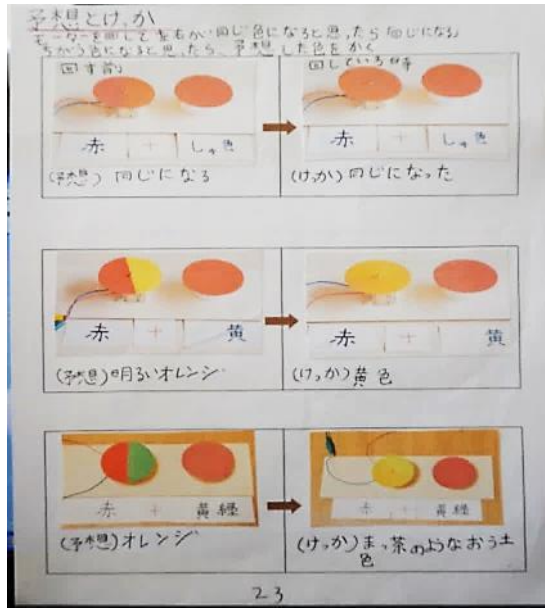 予想とけっか
モーターを回して左右が同じ色になると思ったら「同じになる」
ちがう色になると思ったら、予想した色をかく
回す前
赤 + しゅ色
(予想) 同じになる
回している時
赤 + しゅ色
(けっか) 同じになった
赤 + 黄
(予想)明るいオレンジ
赤 + 黄
(けっか)黄色
赤 + 黄緑
(予想)オレンジ
赤 + 黄緑
(けっか)まっ茶のようなおう土
色
23